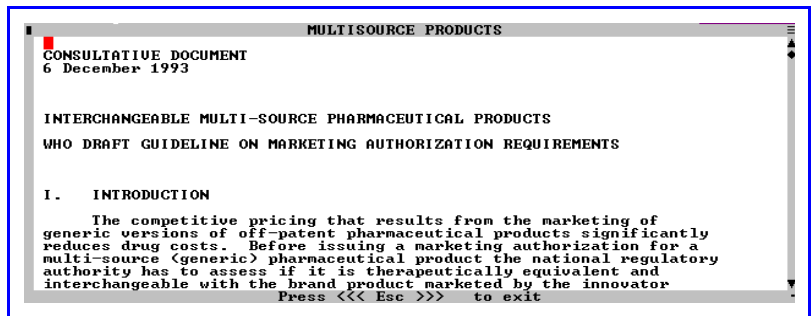 MULTISOURCE PRODUCTS
CONSULTATIVE DOCUMENT
6 December 1993
INTERCHANGEABLE MULTI-SOURCE PHARMACEUTICAL PRODUCTS
WHO DRAFT GUIDELINE ON MARKETING AUTHORIZATION REQUIREMENTS
I. INTRODUCTION
The competitive pricing that results from the marketing of
generic versions of off-patent pharmaceutical products significantly
reduces drug costs. Before issuing a marketing authorization for a
multi-source (generic) pharmaceutical product the national regulatory
authority has to assess if it is therapeutically equivalent and
interchangeable with the brand product marketed by the innovator
Press <<< Esc >>> to exit